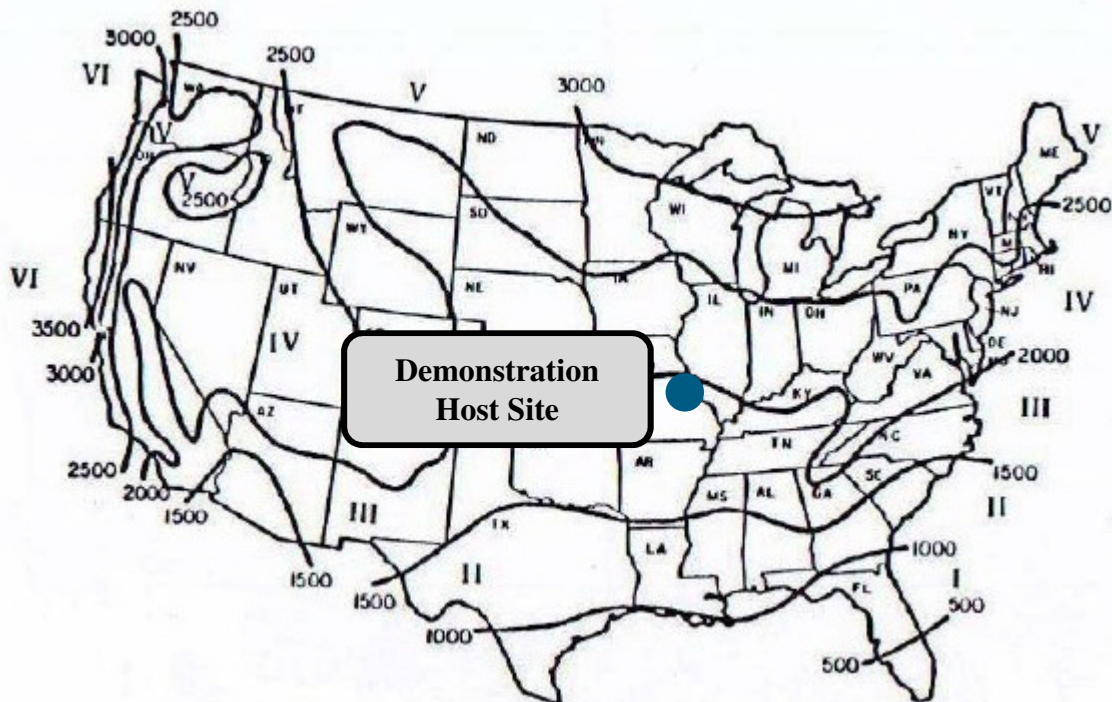 2500
3000
2500
VI
WA
V
3000
V
ND
ME
V
OR
V
VT
2500
2500
SD
WI
NY
WY
MI
VI
NV
IA
RI
UT
NE
PA
IV
IL
IN
OH
NJ
IV
3500
DE
WV
2000
Demonstration
Host Site
VA
3000
KY
III
AZ
TN
NC
AR
SC
2500
1500
2000
MS
AL
GA
1500
III
TX
II
II
LA
1000
1500
1500
I
FL
500
1000
500